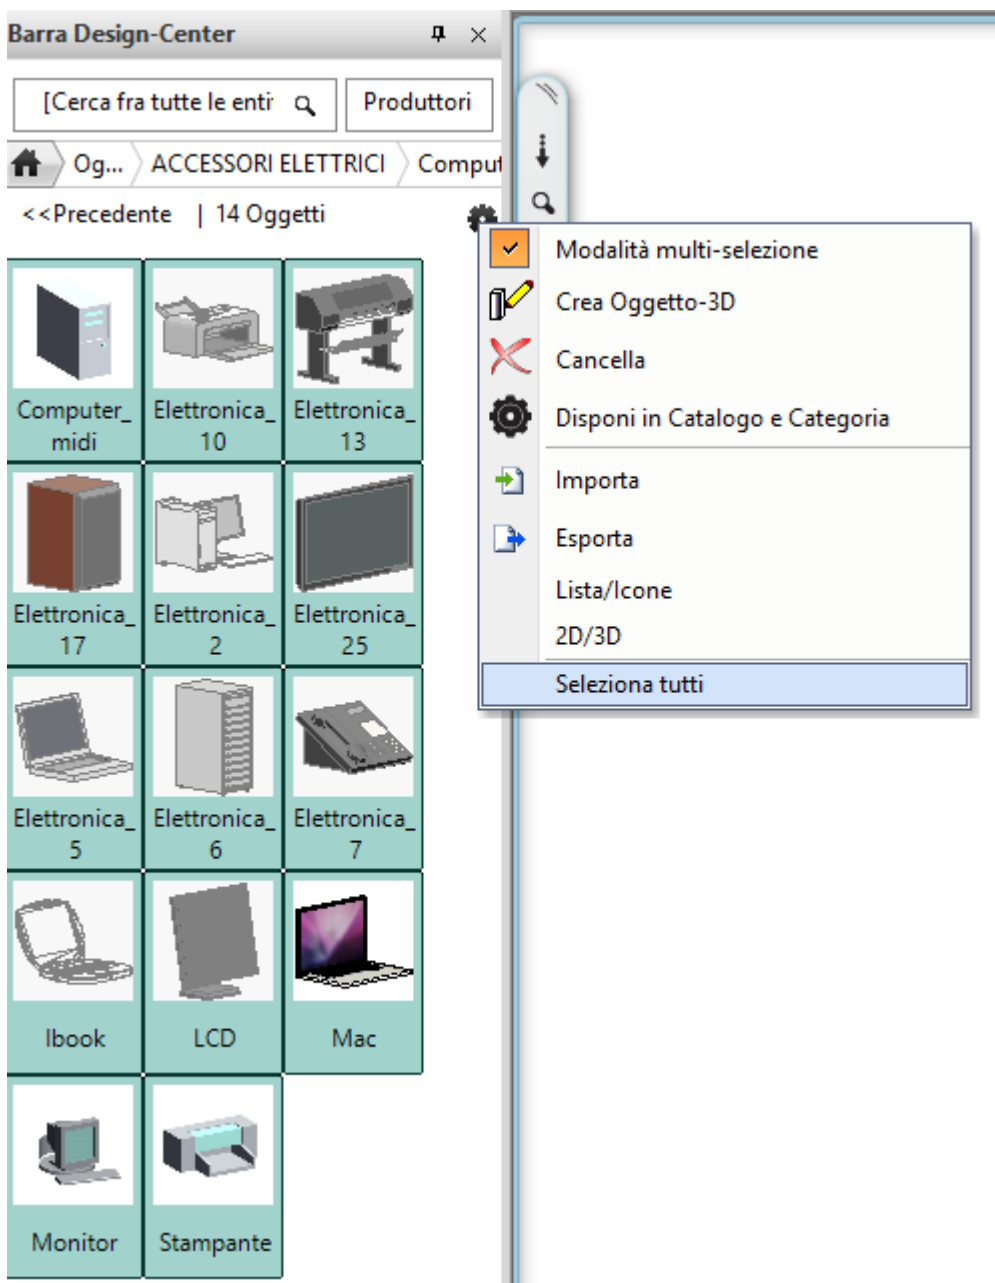 Barra Design-Center
[Cerca fra tutte le enti
Produttori
Og... ACCESSORI ELETTRICI Comput
<<Precedente | 14 Oggetti
Modalità multi-selezione
Crea Oggetto-3D
Cancella
Disponi in Catalogo e Categoria
Importa
Esporta
Lista/Icone
2D/3D
Seleziona tutti
Computer_
midi
Elettronica_
10
Elettronica_
13
Elettronica_
17
Elettronica_
2
Elettronica_
25
Elettronica_
5
Elettronica_
6
Elettronica_
7
Ibook
LCD
Mac
Monitor
Stampante